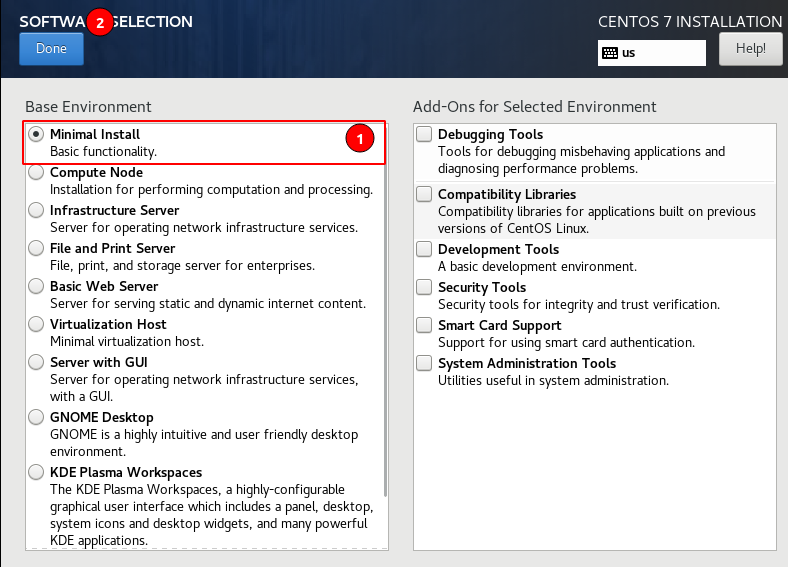 SOFTWA 2 SELECTION
CENTOS 7 INSTALLATION
Done
us
Help!
Base Environment
Minimal Install
Basic functionality.
1
Compute Node
Installation for performing computation and processing.
Infrastructure Server
Server for operating network infrastructure services.
File and Print Server
File, print, and storage server for enterprises.
Basic Web Server
Server for serving static and dynamic internet content.
Virtualization Host
Minimal virtualization host.
Server with GUI
Server for operating network infrastructure services,
with a GUI.
GNOME Desktop
GNOME is a highly intuitive and user friendly desktop
environment.
KDE Plasma Workspaces
The KDE Plasma Workspaces, a highly-configurable
graphical user interface which includes a panel, desktop,
system icons and desktop widgets, and many powerful
KDE applications.
Add-Ons for Selected Environment
Debugging Tools
Tools for debugging misbehaving applications and
diagnosing performance problems.
Compatibility Libraries
Compatibility libraries for applications built on previous
versions of CentOS Linux.
Development Tools
A basic development environment.
Security Tools
Security tools for integrity and trust verification.
Smart Card Support
Support for using smart card authentication.
System Administration Tools
Utilities useful in system administration.